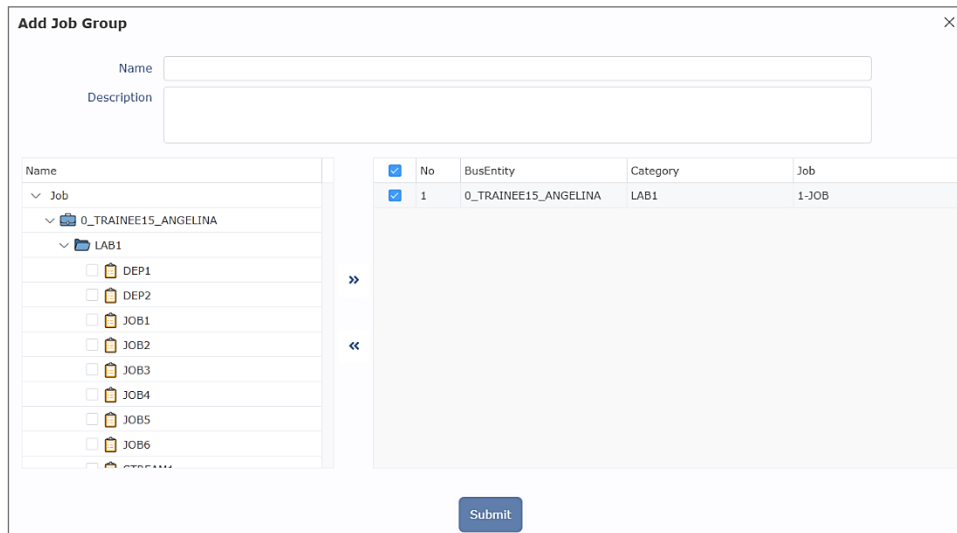 Add Job Group
Name
Description
Name
Job
0_TRAINEE15_ANGELINA
LAB1
DEP1
DEP2
JOB1
JOB2
JOB3
JOB4
JOB5
JOB6
No BusEntity Category Job
1 0_TRAINEE15_ANGELINA LAB1 1-JOB
Submit